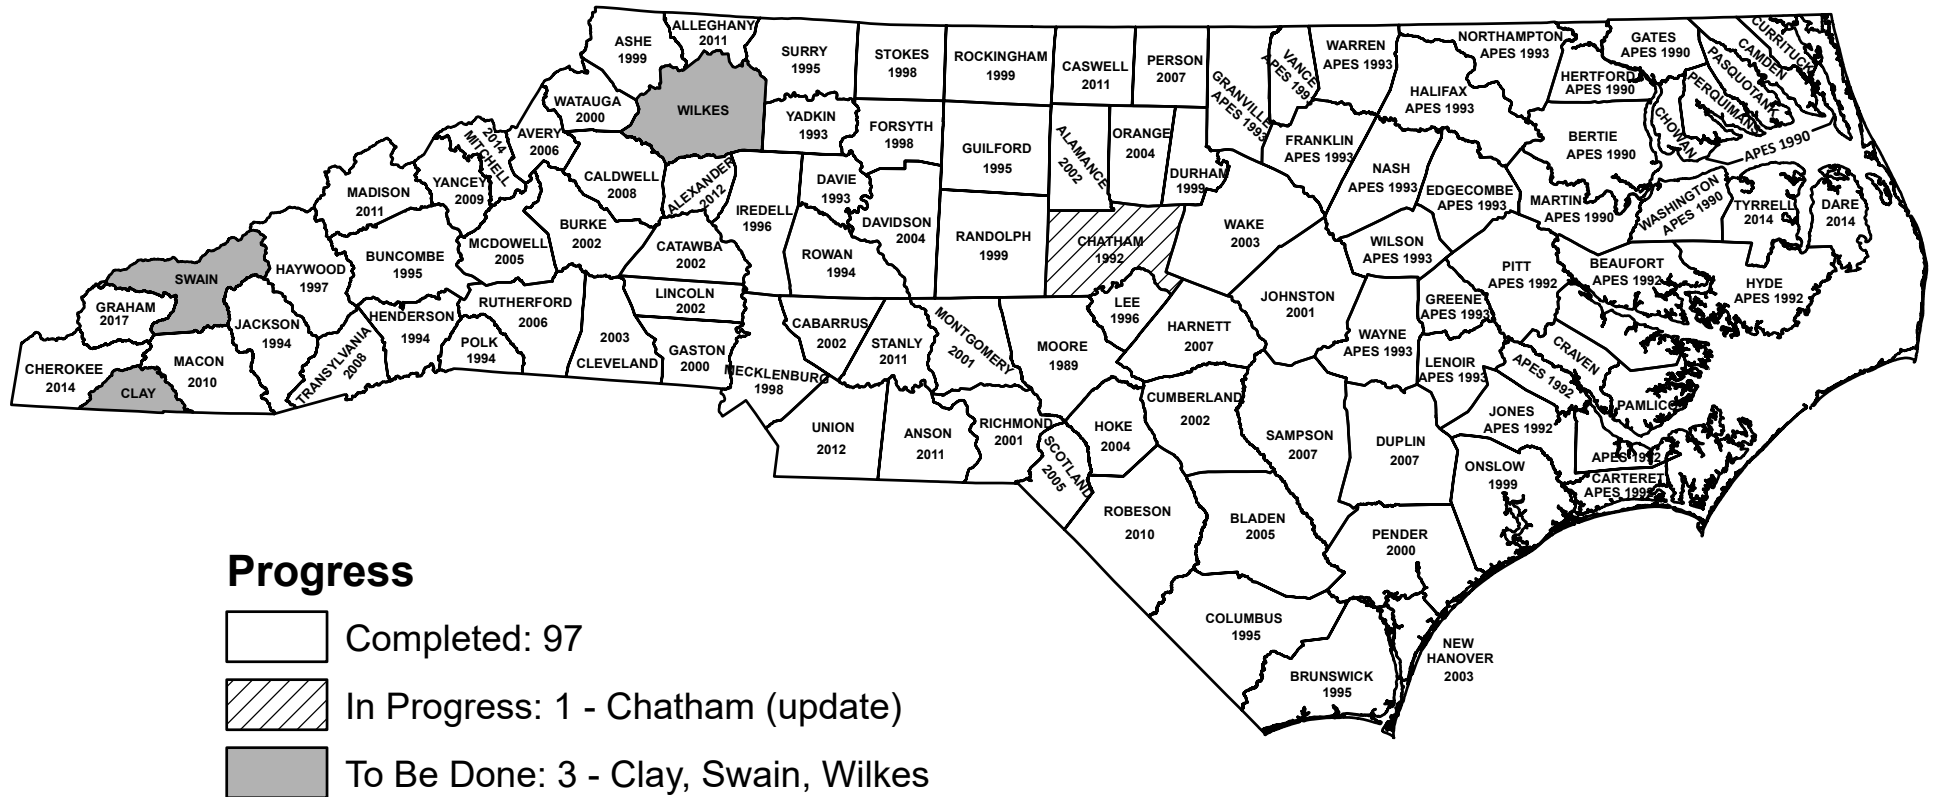 ALLEGHANY
2011
ASHE
1999
SURRY
1995
STOKES
1998
ROCKINGHAM
1999
CASWELL
2011
PERSON
2007
GRANVILLE
APES 1993
VANCE
APES 199
WARREN
APES 1993
NORTHAMPTON
APES 1993
HALIFAX
APES 1993
HERTFORD
APES 1990
GATES
APES 1990
CURRITUCK
CAMDEN
PASQUOTANK
PERQUIMANS
CHOWAN
APES 1990
WATAUGA
2000
WILKES
YADKIN
1993
FORSYTH
1998
GUILFORD
1995
ALAMANCE
2002
ORANGE
2004
DURHAM
1999
FRANKLIN
APES 1993
NASH
APES 1993
EDGECOMBE
APES 1993
BERTIE
APES 1990
MARTIN
APES 1990
WASHINGTON
APES 1990
TYRRELL
2014
DARE
2014
2014
MITCHELL
AVERY
2006
MADISON
2011
YANCEY
2009
CALDWELL
2008
ALEXANDER
2012
IREDELL
1996
DAVIE
1993
DAVIDSON
2004
RANDOLPH
1999
CHATHAM
1992
WAKE
2003
WILSON
APES 1993
PITT
APES 1992
BEAUFORT
APES 1992
HYDE
APES 1992
SWAIN
HAYWOOD
1997
BUNCOMBE
1995
MCDOWELL
2005
BURKE
2002
CATAWBA
2002
ROWAN
1994
GRAHAM
2017
JACKSON
1994
HENDERSON
1994
RUTHERFORD
2006
POLK
1994
2003
CLEVELAND
LINCOLN
2002
GASTON
2000
MECKLENBURG
1998
CABARRUS
2002
STANLY
2011
MONTGOMERY
2001
MOORE
1989
LEE
1996
HARNETT
2007
JOHNSTON
2001
WAYNE
APES 1993
GREENE
APES 1993
LENOIR
APES 1993
CRAVEN
APES 1992
PAMLICO
CHEROKEE
2014
CLAY
MACON
2010
TRANSYLVANIA
2008
UNION
2012
ANSON
2011
RICHMOND
2001
SCOTLAND
2005
HOKE
2004
CUMBERLAND
2002
SAMPSON
2007
DUPLIN
2007
JONES
APES 1992
ONSLOW
1999
APES 1992
CARTERET
APES 1992
ROBESON
2010
BLADEN
2005
PENDER
2000
COLUMBUS
1995
BRUNSWICK
1995
NEW
HANOVER
2003
Progress
Completed: 97
In Progress: 1 - Chatham (update)
To Be Done: 3 - Clay, Swain, Wilkes